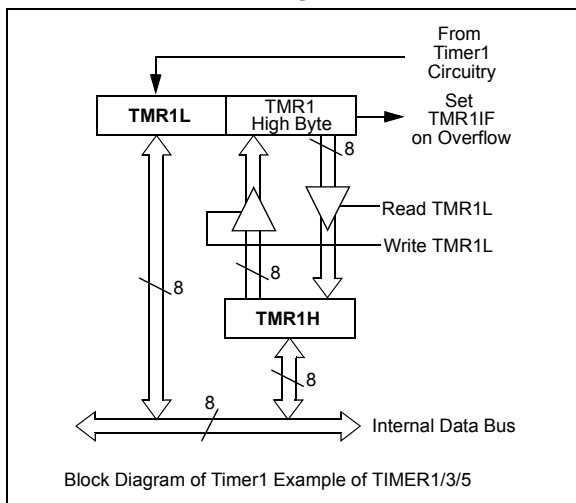 From
Timer1
Circuitry
TMR1L
TMR1
High Byte
Set
TMR1IF
on Overflow
8
Read TMR1L
Write TMR1L
8
8
TMR1H
8
8
Internal Data Bus
Block Diagram of Timer1 Example of TIMER1/3/5